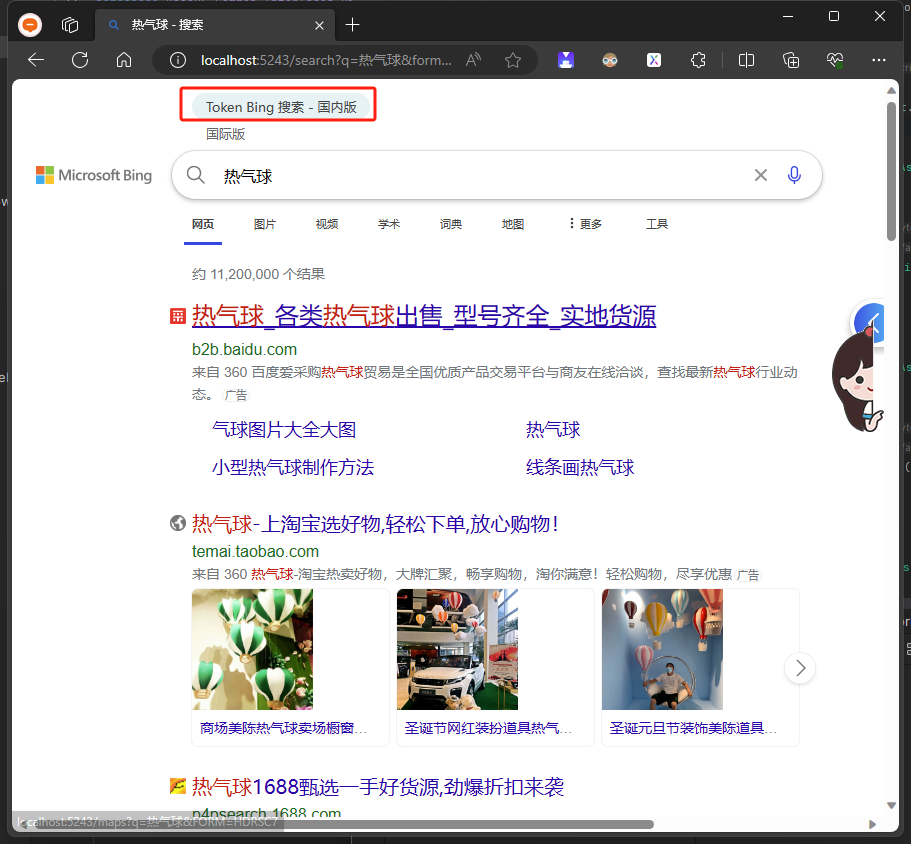 热气球 - 搜索
localhost:5243/search?q=热气球&form...
Token Bing 搜索 - 国内版
国际版
Microsoft Bing
热气球
网页 图片 视频 学术 词典 地图 更多 工具
约 11,200,000 个结果
热气球_各类热气球出售_型号齐全_实地货源
b2b.baidu.com
来自 360 百度爱采购热气球贸易是全国优质产品交易平台与商友在线洽谈，查找最新热气球行业动
态。 广告
气球图片大全大图 热气球
小型热气球制作方法 线条画热气球
热气球-上淘宝选好物,轻松下单,放心购物！
temai.taobao.com
来自 360 热气球-淘宝热卖好物，大牌汇聚，畅享购物，淘你满意！轻松购物，尽享优惠 广告
商场美陈热气球卖场橱窗... 圣诞节网红装扮道具热气... 圣诞元旦节装饰美陈道具...
热气球1688甄选一手好货源,劲爆折扣来袭
p4psearch.1688.com
localhost:5243/maps?q=热气球&FORM=HDRSC7